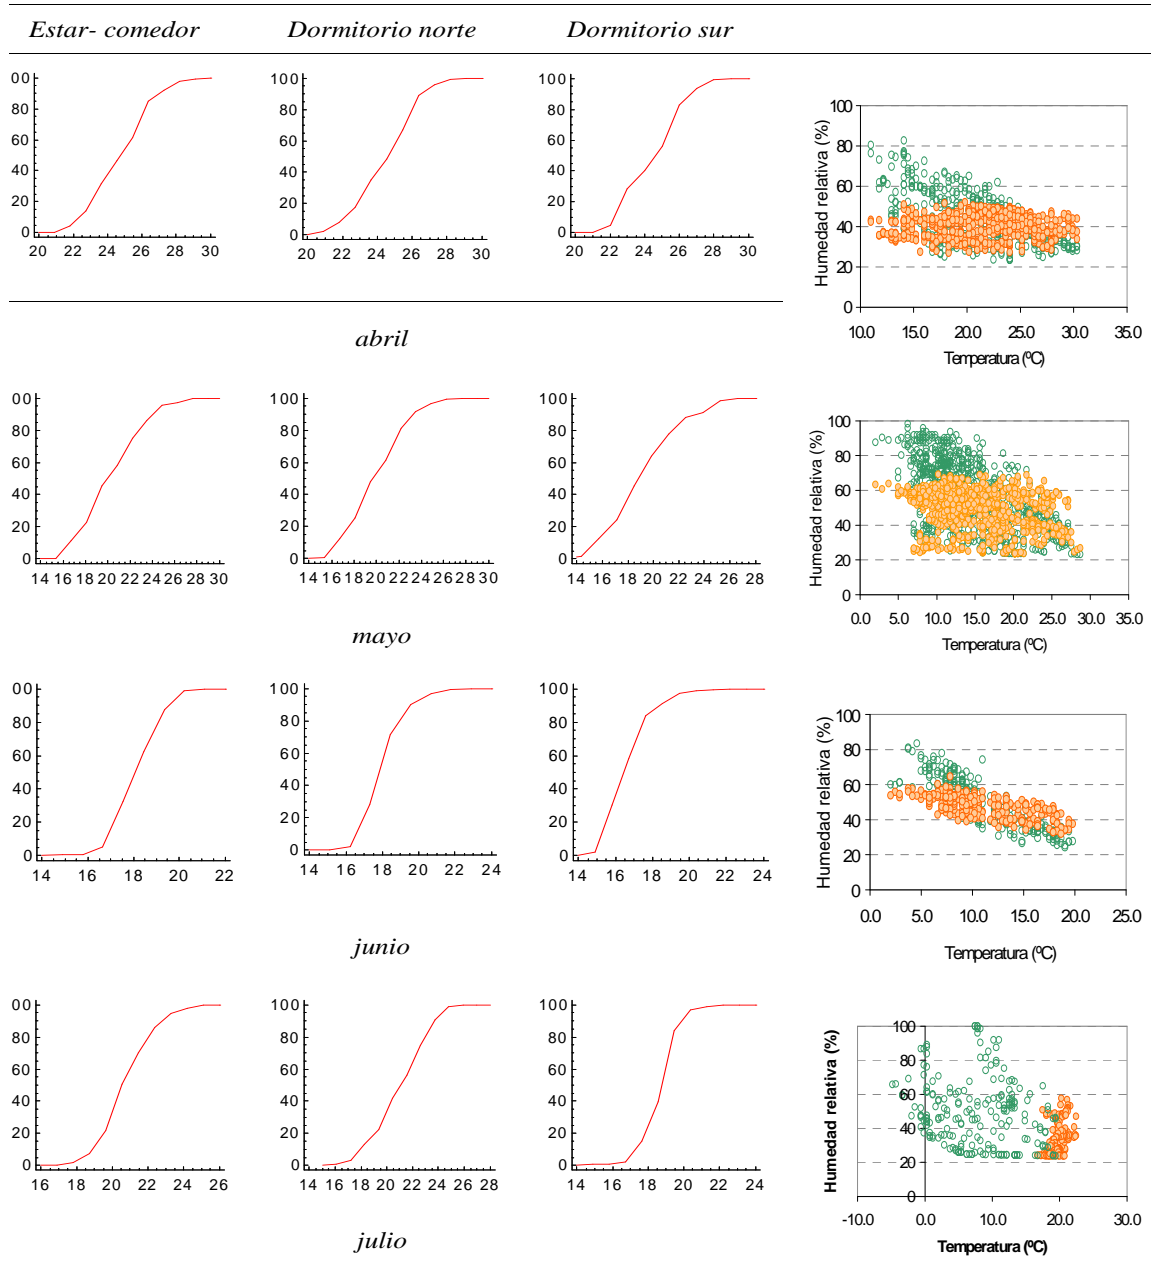 Estar- comedor Dormitorio norte Dormitorio sur
00 80 60 40 20 0
20 22 24 26 28 30
100 80 60 40 20 0
20 22 24 26 28 30
100 80 60 40 20 0
20 22 24 26 28 30
Humedad relativa (%)
100 80 60 40 20 0
10.0 15.0 20.0 25.0 30.0 35.0
Temperatura (ºC)
abril
00 80 60 40 20 0
14 16 18 20 22 24 26 28 30
100 80 60 40 20 0
14 16 18 20 22 24 26 28 30
100 80 60 40 20 0
14 16 18 20 22 24 26 28
Humedad relativa (%)
100 80 60 40 20 0
0.0 5.0 10.0 15.0 20.0 25.0 30.0 35.0
Temperatura (ºC)
mayo
00 80 60 40 20 0
14 16 18 20 22
100 80 60 40 20 0
14 16 18 20 22 24
100 80 60 40 20 0
14 16 18 20 22 24
Humedad relativa (%)
100 80 60 40 20 0
0.0 5.0 10.0 15.0 20.0 25.0
Temperatura (ºC)
junio
00 80 60 40 20 0
16 18 20 22 24 26
100 80 60 40 20 0
14 16 18 20 22 24 26 28
100 80 60 40 20 0
14 16 18 20 22 24
Humedad relativa (%)
100 80 60 40 20 0
-10.0 0.0 10.0 20.0 30.0
Temperatura (ºC)
julio